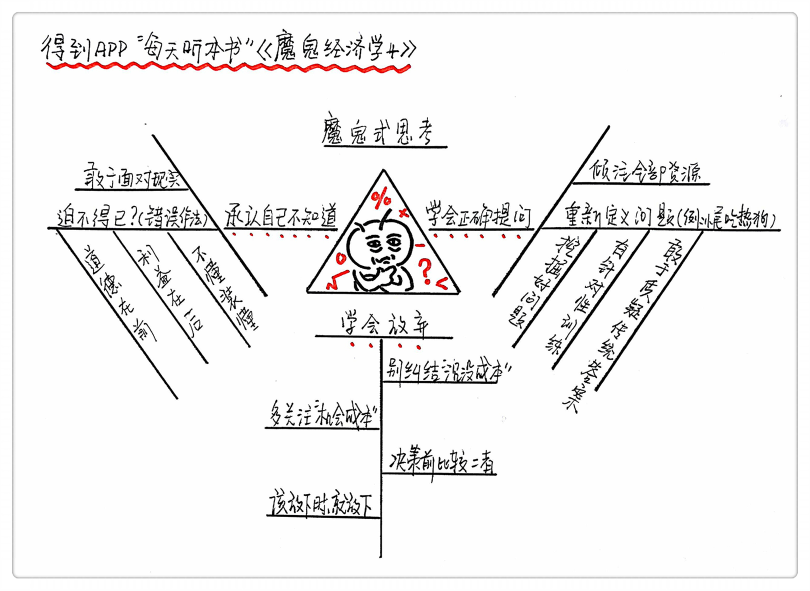 得到APP"每天听本书"《魔鬼经济学4》
魔鬼式思考
敢于面对现实
承认自己不知道
迫不得已?(错误作法)
道德在前
利益在后
不懂装懂
倾注全部资源
学会正确提问
重新定义问题(例:小尾吃热狗)
挖掘好问题
有针对性训练
敢于质疑传统答案
% × - ? < √ o
学会放弃
别纠结"沉没成本"
多关注"机会成本"
决策前比较二者
该放下时,就放下